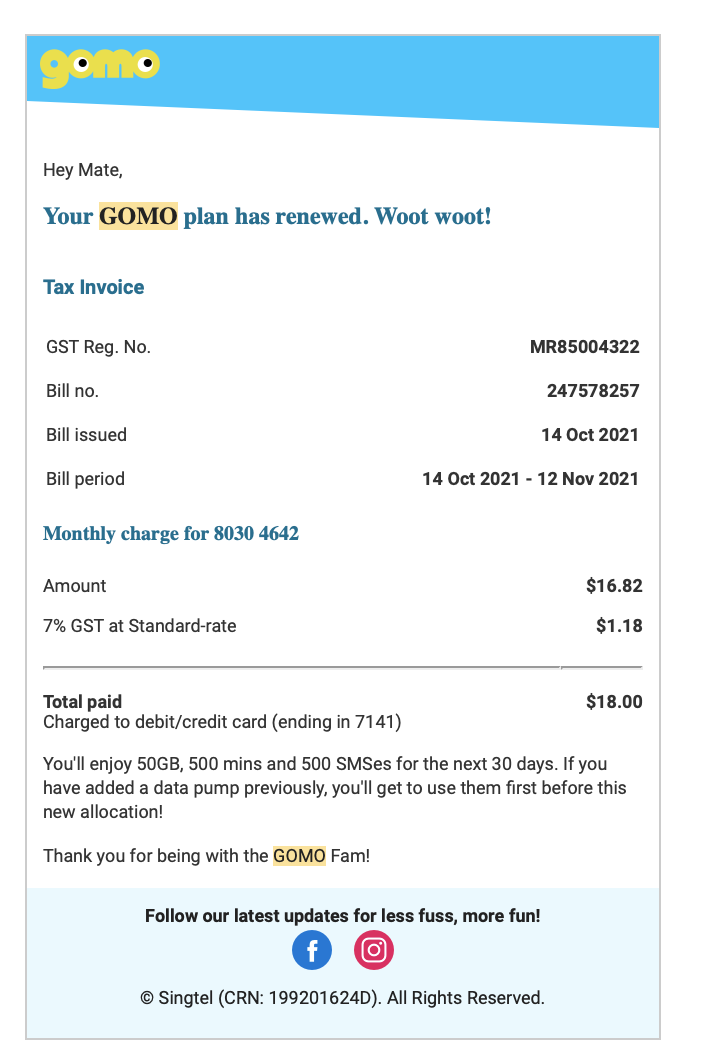 gomo
Hey Mate,
Your GOMO plan has renewed. Woot woot!
Tax Invoice
GST Reg. No. MR85004322
Bill no. 247578257
Bill issued 14 Oct 2021
Bill period 14 Oct 2021 - 12 Nov 2021
Monthly charge for 8030 4642
Amount $16.82
7% GST at Standard-rate $1.18
Total paid $18.00
Charged to debit/credit card (ending in 7141)
You'll enjoy 50GB, 500 mins and 500 SMSes for the next 30 days. If you
have added a data pump previously, you'll get to use them first before this
new allocation!
Thank you for being with the GOMO Fam!
Follow our latest updates for less fuss, more fun!
© Singtel (CRN: 199201624D). All Rights Reserved.